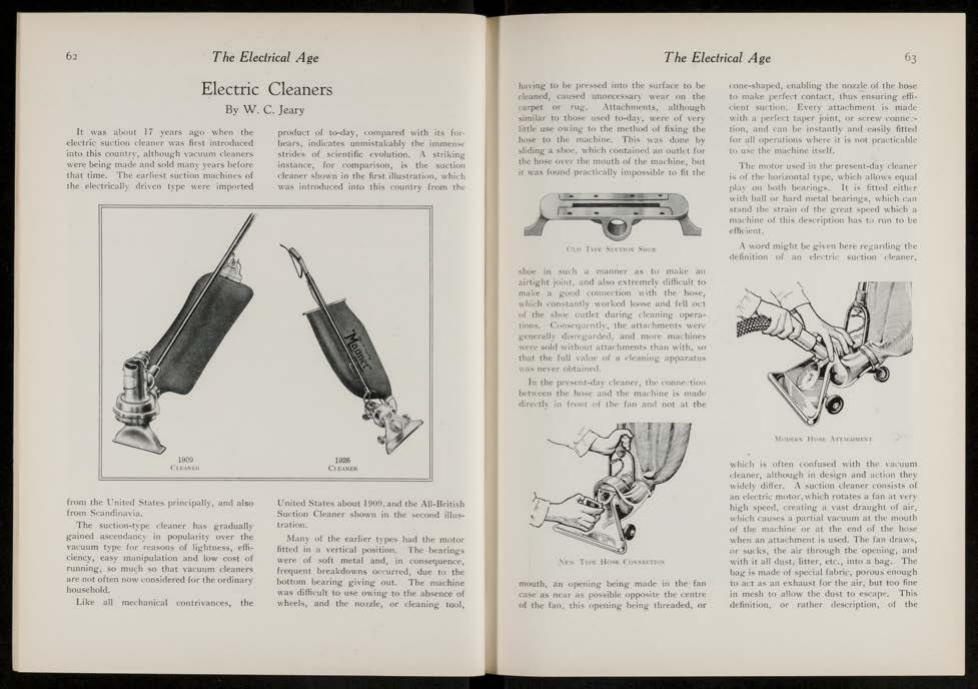 62
The Electrical Age
Electric Cleaners
By W. C. Jeary
It was about 17 years ago when the
electric suction cleaner was first introduced
into this country, although vacuum cleaners
were being made and sold many years before
that time. The earliest suction machines of
the electrically driven type were imported
product of to-day, compared with its for-
bears, indicates unmistakably the immense
strides of scientific evolution. A striking
instance, for comparison, is the suction
cleaner shown in the first illustration, which
was introduced into this country from the
1909
CLEANER
1926
CLEANER
from the United States principally, and also
from Scandinavia.
The suction-type cleaner has gradually
gained ascendancy in popularity over the
vacuum type for reasons of lightness, effi-
ciency, easy manipulation and low cost of
running, so much so that vacuum cleaners
are not often now considered for the ordinary
household.
Like all mechanical contrivances, the
United States about 1909, and the All-British
Suction Cleaner shown in the second illus-
tration.
Many of the earlier types had the motor
fitted in a vertical position. The bearings
were of soft metal and, in consequence,
frequent breakdowns occurred, due to the
bottom bearing giving out. The machine
was difficult to use owing to the absence of
wheels, and the nozzle, or cleaning tool,
The Electrical Age
63
having to be pressed into the surface to be
cleaned, caused unnecessary wear on the
carpet or rug. Attachments, although
similar to those used to-day, were of very
little use owing to the method of fixing the
hose to the machine. This was done by
sliding a shoe, which contained an outlet for
the hose over the mouth of the machine, but
it was found practically impossible to fit the
OLD TYPE SUCTION SHOE
shoe in such a manner as to make an
airtight joint, and also extremely difficult to
make a good connection with the hose,
which constantly worked loose and fell out
of the shoe outlet during cleaning opera-
tions. Consequently, the attachments were
generally disregarded, and more machines
were sold without attachments than with, so
that the full value of a cleaning apparatus
was never obtained.
In the present-day cleaner, the connection
between the hose and the machine is made
directly in front of the fan and not at the
NEW TYPE HOSE CONNECTION
mouth, an opening being made in the fan
case as near as possible opposite the centre
of the fan, this opening being threaded, or
cone-shaped, enabling the nozzle of the hose
to make perfect contact, thus ensuring effi-
cient suction. Every attachment is made
with a perfect taper joint, or screw connec-
tion, and can be instantly and easily fitted
for all operations where it is not practicable
to use the machine itself.
The motor used in the present-day cleaner
is of the horizontal type, which allows equal
play on both bearings. It is fitted either
with ball or hard metal bearings, which can
stand the strain of the great speed which a
machine of this description has to run to be
efficient.
A word might be given here regarding the
definition of an electric suction cleaner,
MODERN HOSE ATTACHMENT
which is often confused with the vacuum
cleaner, although in design and action they
widely differ. A suction cleaner consists of
an electric motor, which rotates a fan at very
high speed, creating a vast draught of air,
which causes a partial vacuum at the mouth
of the machine or at the end of the hose
when an attachment is used. The fan draws,
or sucks, the air through the opening, and
with it all dust, litter, etc., into a bag. The
bag is made of special fabric, porous enough
to act as an exhaust for the air, but too fine
in mesh to allow the dust to escape. This
definition, or rather description, of the